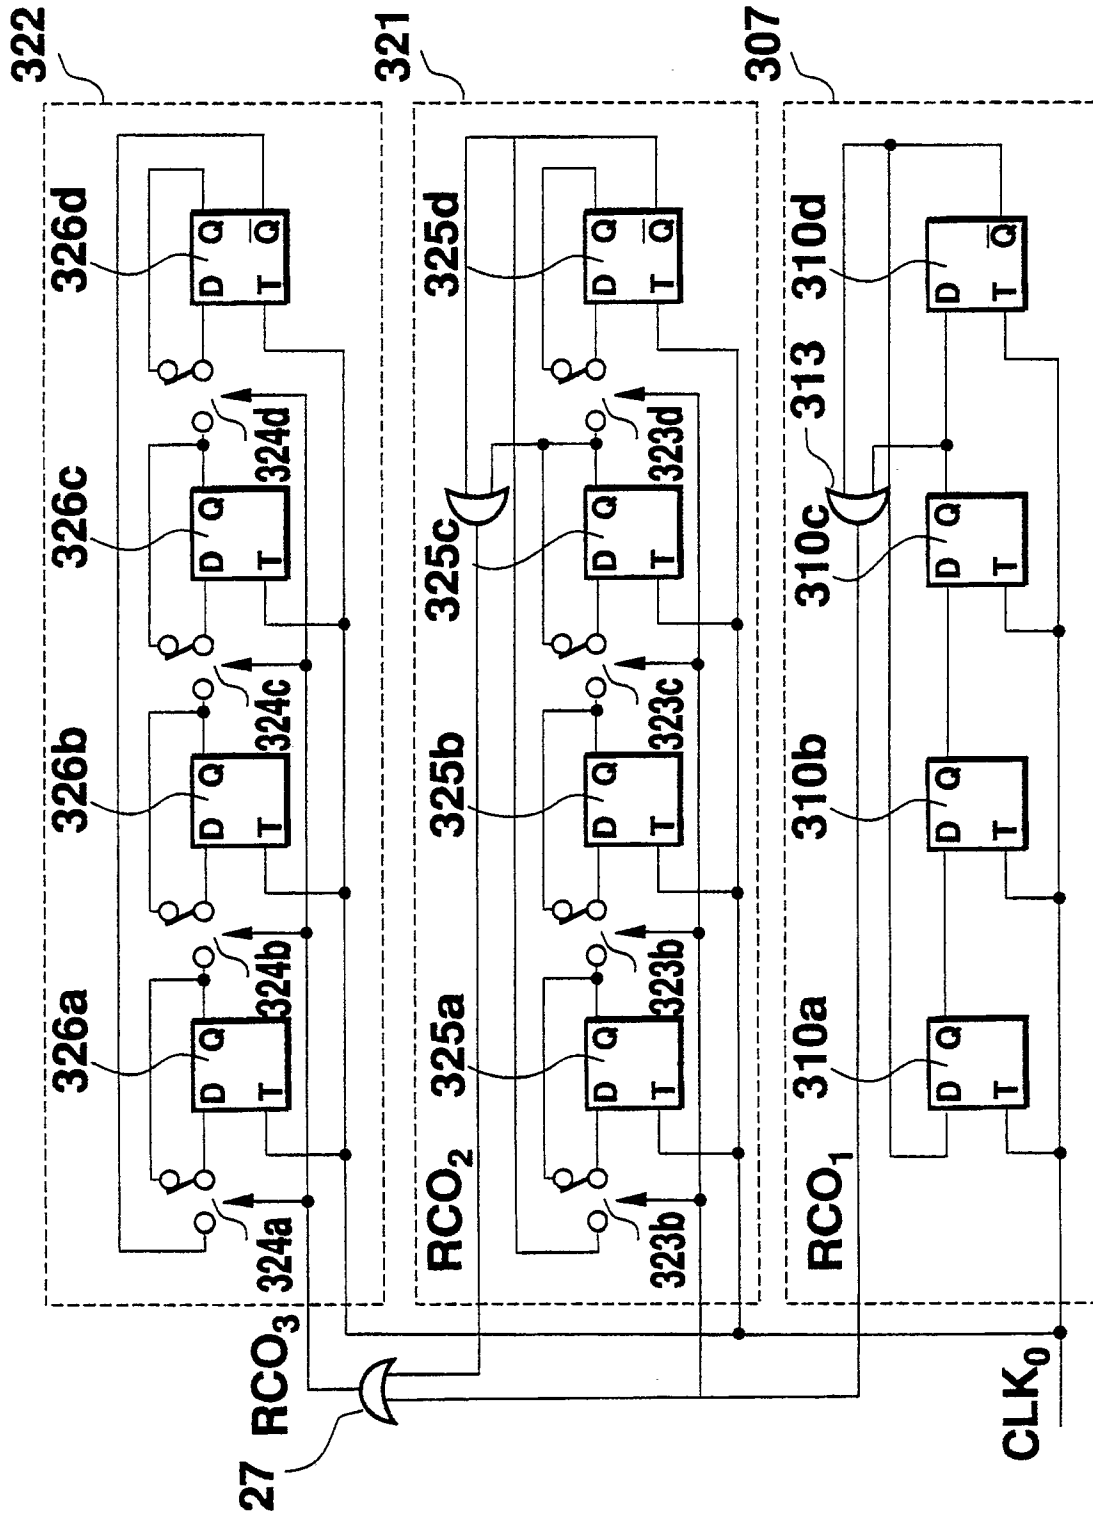 322
326a
326b
326c
326d
D Q T
D Q T
D Q T
D Q T Q
324a
324b
324c
324d
RCO3
27
321
RCO2
325a
325b
325c
325d
D Q T
D Q T
D Q T
D Q T Q
323b
323b
323c
323d
307
RCO1
310a
310b
310c
313
310d
D Q T
D Q T
D Q T
D T Q
CLK0